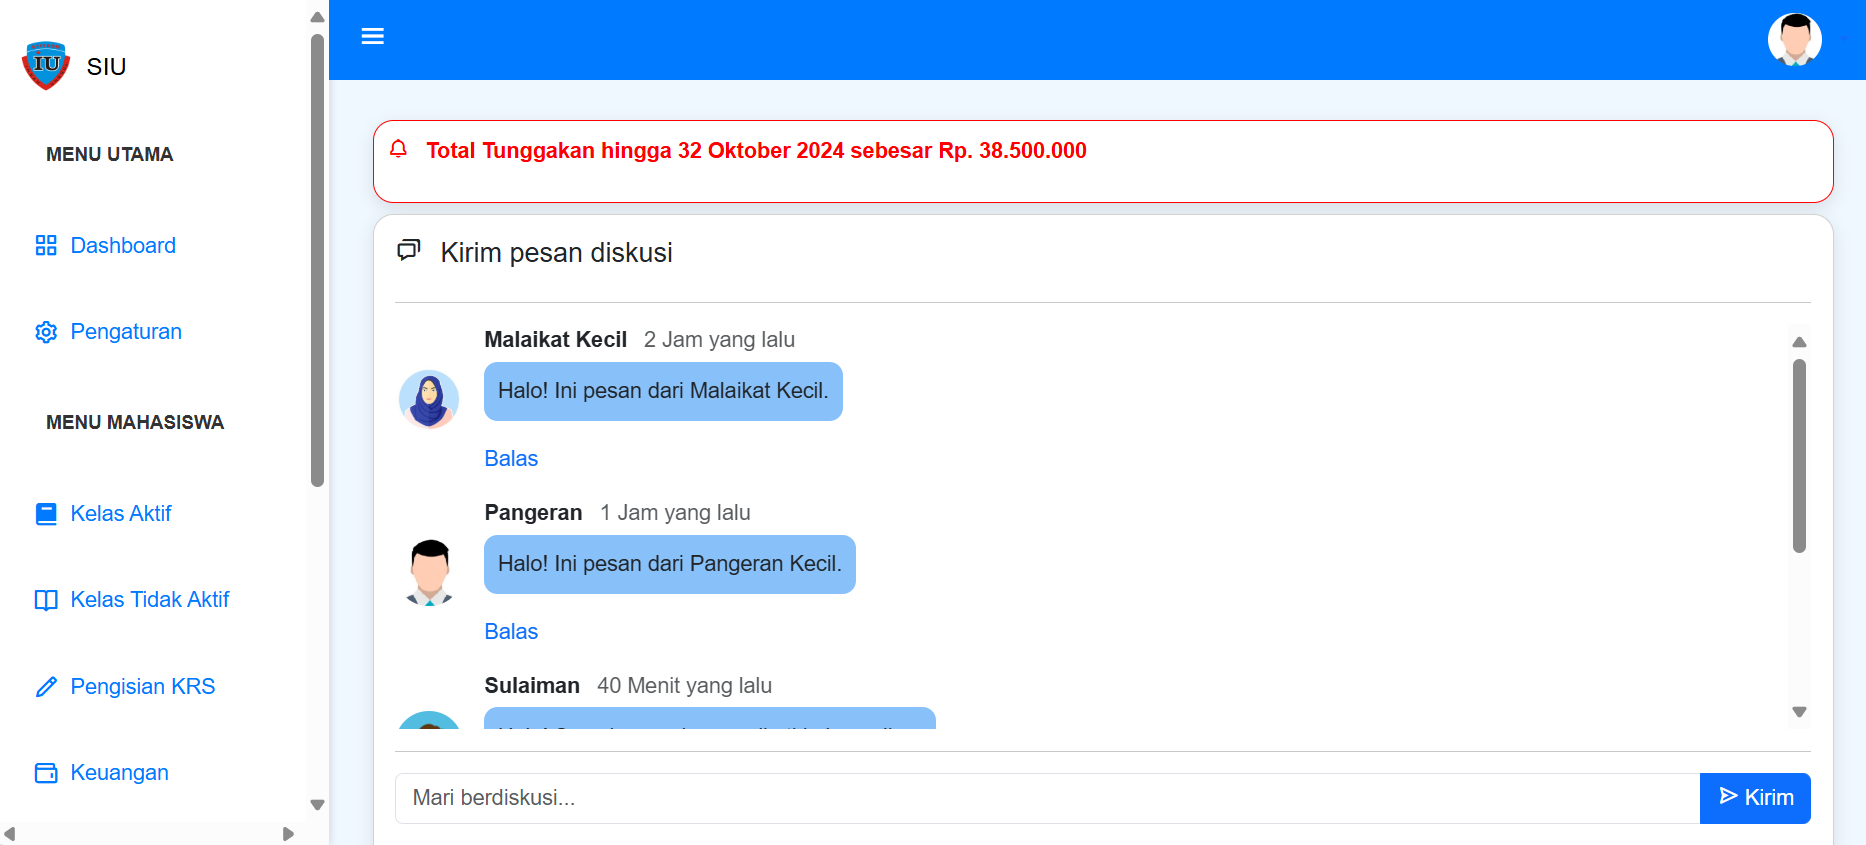 IU
SIU
MENU UTAMA
Dashboard
Pengaturan
MENU MAHASISWA
Kelas Aktif
Kelas Tidak Aktif
Pengisian KRS
Keuangan
Total Tunggakan hingga 32 Oktober 2024 sebesar Rp. 38.500.000
Kirim pesan diskusi
Malaikat Kecil 2 Jam yang lalu
Halo! Ini pesan dari Malaikat Kecil.
Balas
Pangeran 1 Jam yang lalu
Halo! Ini pesan dari Pangeran Kecil.
Balas
Sulaiman 40 Menit yang lalu
Mari berdiskusi...
Kirim